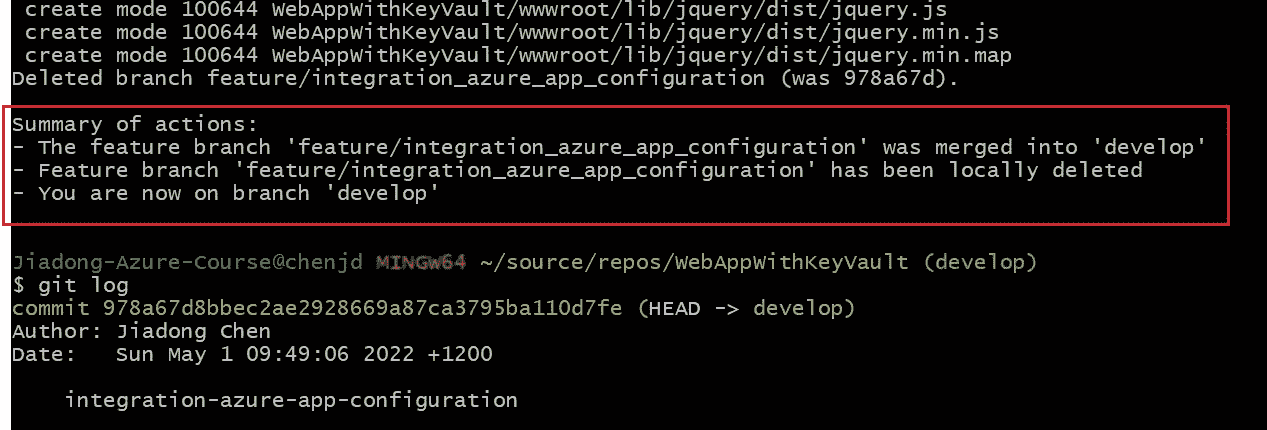 create mode 100644 WebAppWithKeyVault/wwwroot/lib/jquery/dist/jquery.js
create mode 100644 WebAppWithKeyVault/wwwroot/lib/jquery/dist/jquery.min.js
create mode 100644 WebAppWithKeyVault/wwwroot/lib/jquery/dist/jquery.min.map
Deleted branch feature/integration_azure_app_configuration (was 978a67d).
Summary of actions:
- The feature branch 'feature/integration_azure_app_configuration' was merged into 'develop'
- Feature branch 'feature/integration_azure_app_configuration' has been locally deleted
- You are now on branch 'develop'
Jiadong-Azure-Course@chenjd MINGW64 ~/source/repos/WebAppWithKeyVault (develop)
$ git log
commit 978a67d8bbec2ae2928669a87ca3795ba110d7fe (HEAD -> develop)
Author: Jiadong Chen
Date:   Sun May 1 09:49:06 2022 +1200
integration-azure-app-configuration